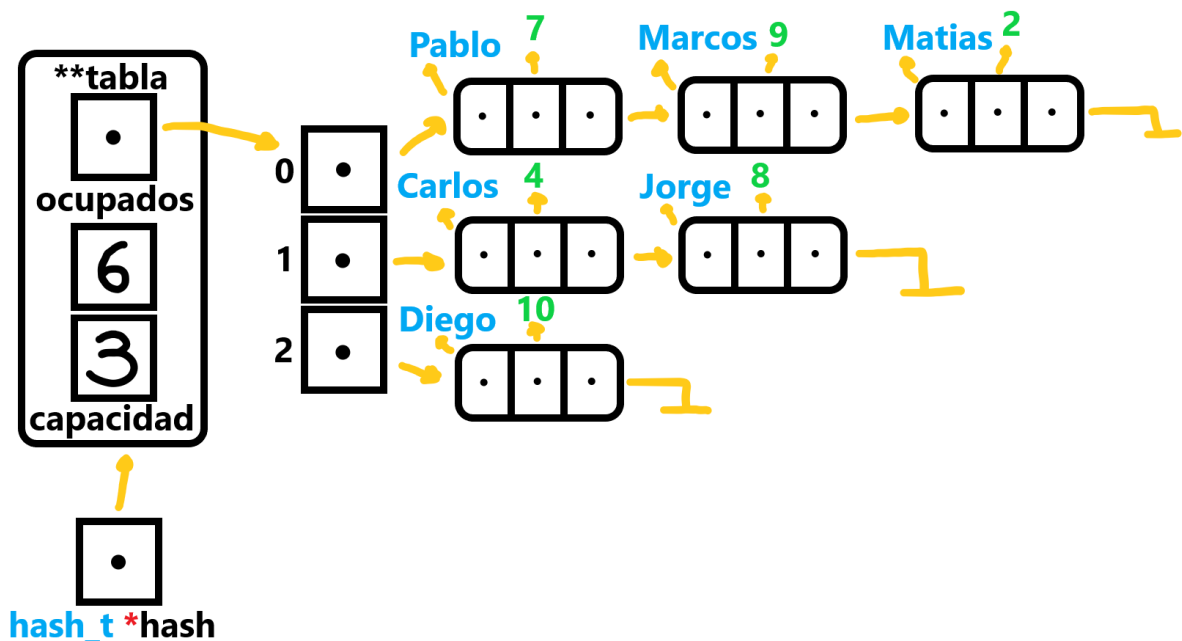 **tabla
ocupados
6
3
capacidad
hash_t *hash
0
1
2
Pablo 7
Marcos 9
Matias 2
Carlos 4
Jorge 8
Diego 10